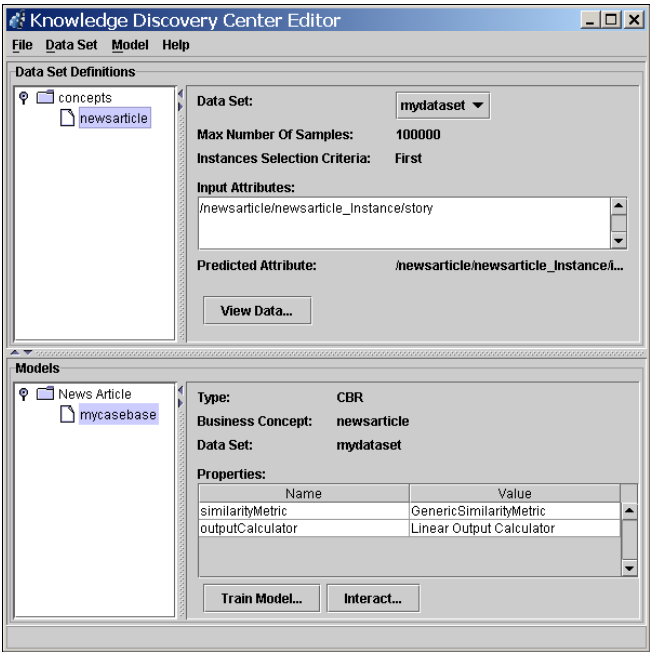 Knowledge Discovery Center Editor
File Data Set Model Help
Data Set Definitions
concepts
newsarticle
Data Set: mydataset
Max Number Of Samples: 100000
Instances Selection Criteria: First
Input Attributes:
/newsarticle/newsarticle_Instance/story
Predicted Attribute: /newsarticle/newsarticle_Instance/i...
View Data...
Models
News Article
mycasebase
Type: CBR
Business Concept: newsarticle
Data Set: mydataset
Properties:
Name Value
similarityMetric GenericSimilarityMetric
outputCalculator Linear Output Calculator
Train Model... Interact...